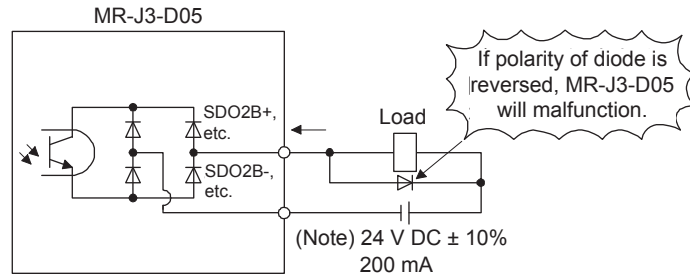 MR-J3-D05
If polarity of diode is
reversed, MR-J3-D05
will malfunction.
SDO2B+,
etc.
Load
SDO2B-,
etc.
(Note) 24 V DC ± 10%
200 mA